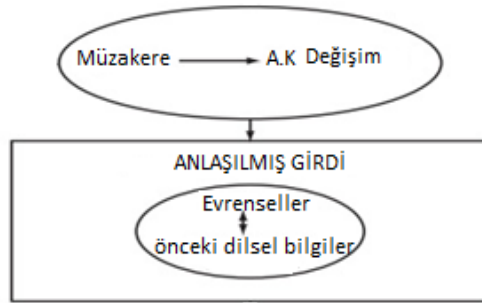 Müzakere A.K Değişim
ANLAŞILMIŞ GİRDİ
Evrenseller
önceki dilsel bilgiler